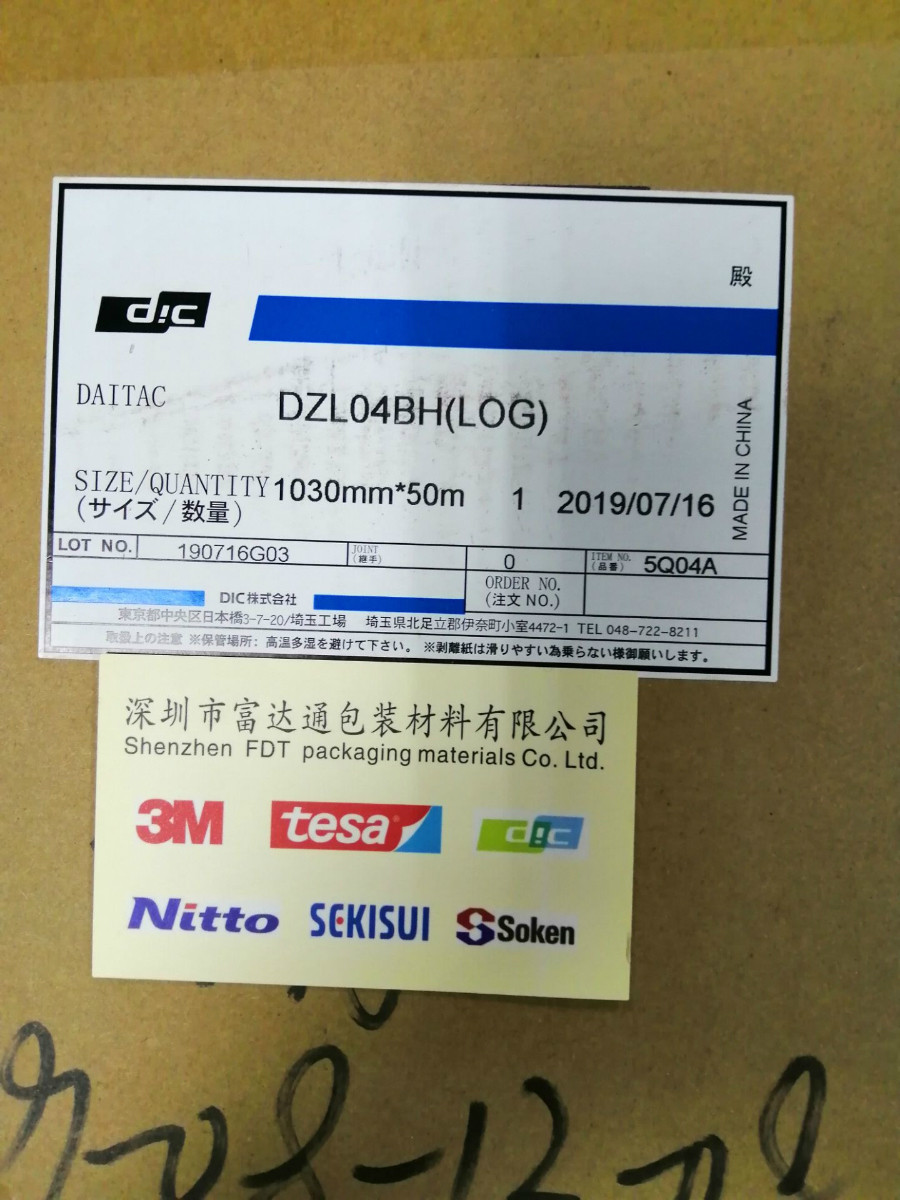 殿
d!c
DAITAC DZL04BH(LOG)
SIZE/QUANTITY 1030mm*50m 1 2019/07/16
(サイズ/数量)
MADE IN CHINA
LOT NO. 190716G03 JOINT (継手) 0 ITEM NO. (品番) 5Q04A
DIC株式会社 ORDER NO. (注文 NO.)
東京都中央区日本橋3-7-20/埼玉工場 埼玉県北足立郡伊奈町小室4472-1 TEL 048-722-8211
取扱上の注意 ※保管場所: 高温多湿を避けて下さい。 ※剥離紙は滑りやすい為乗らない様御願いします。
深圳市富达通包装材料有限公司
Shenzhen FDT packaging materials Co. Ltd.
3M tesa d!c
Nitto SEKISUI Soken